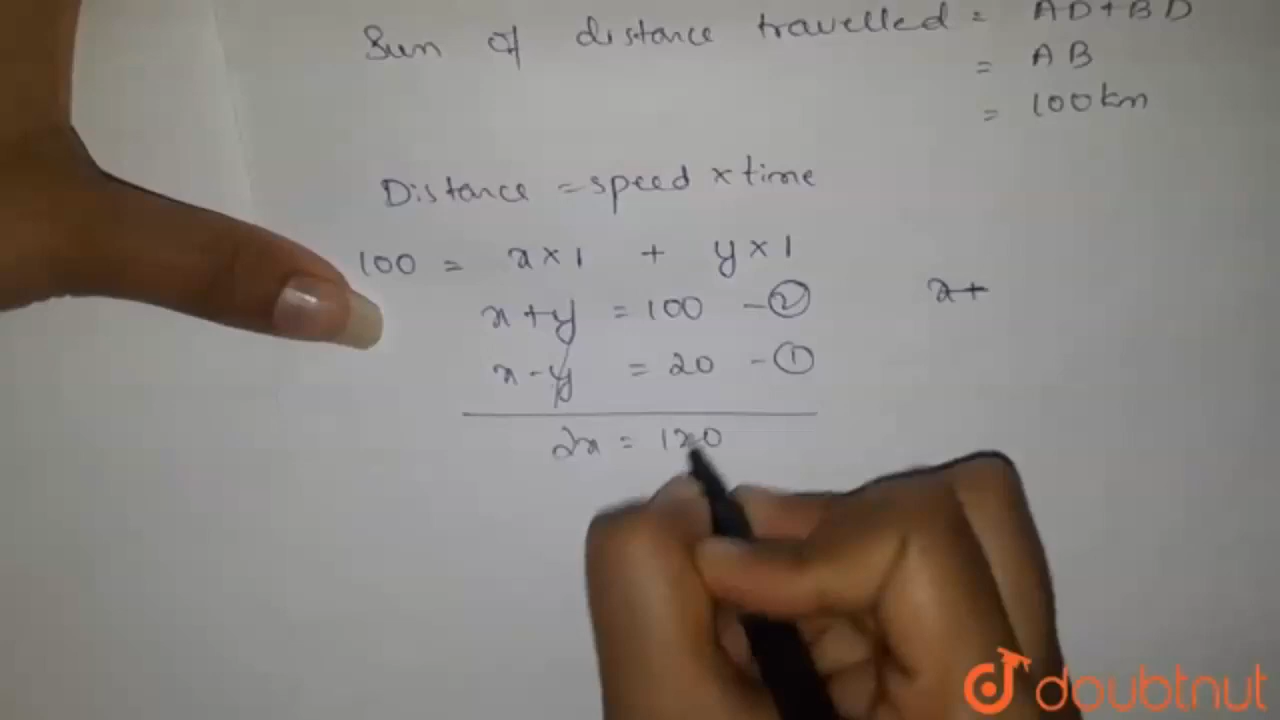 Sum of distance travelled = AD+BD
= AB
= 100km
Distance = speed x time
100 = x×1 + y×1
x+y = 100 - ②
x+
x-y = 20 - ①
2x = 120
doubtnut